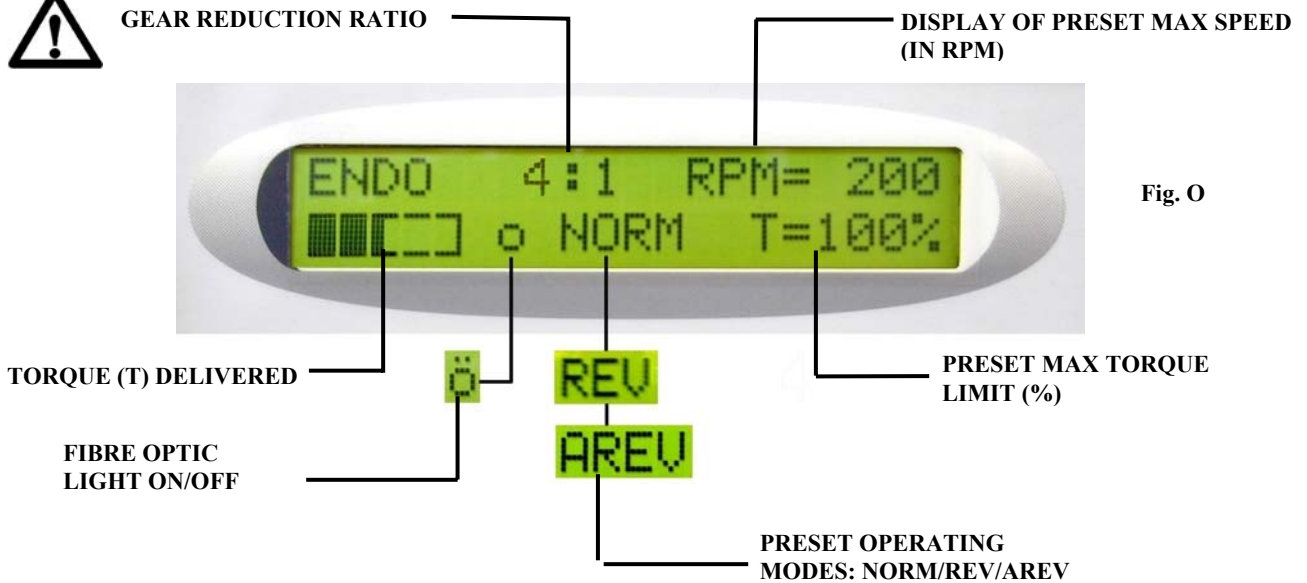 GEAR REDUCTION RATIO
DISPLAY OF PRESET MAX SPEED
(IN RPM)
ENDO 4:1 RPM= 200
o NORM T=100%
Fig. O
TORQUE (T) DELIVERED
ö
REV
AREV
PRESET MAX TORQUE
LIMIT (%)
FIBRE OPTIC
LIGHT ON/OFF
PRESET OPERATING
MODES: NORM/REV/AREV